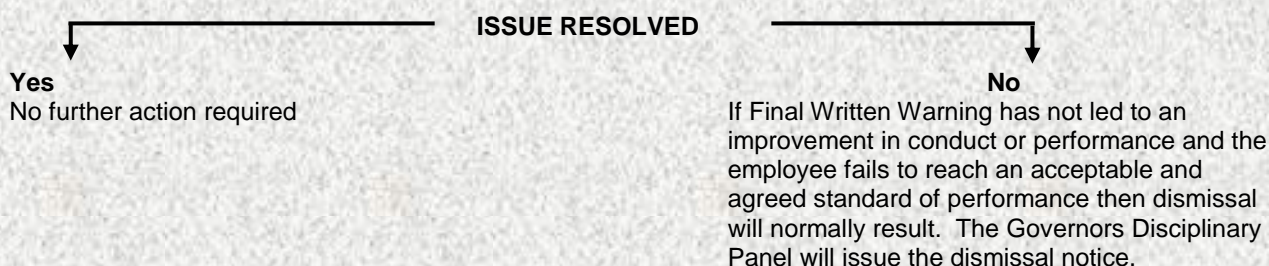 ISSUE RESOLVED
Yes
No further action required
No
If Final Written Warning has not led to an
improvement in conduct or performance and the
employee fails to reach an acceptable and
agreed standard of performance then dismissal
will normally result.  The Governors Disciplinary
Panel will issue the dismissal notice.